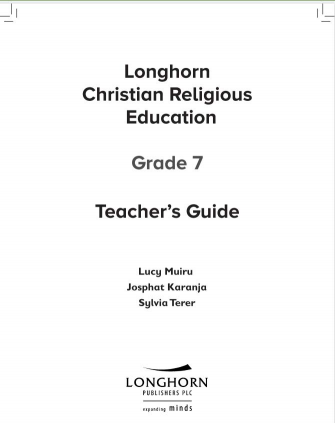 Longhorn
Christian Religious
Education
Grade 7
Teacher's Guide
Lucy Muiru
Josphat Karanja
Sylvia Terer
LONGHORN
PUBLISHERS PLC
expanding minds